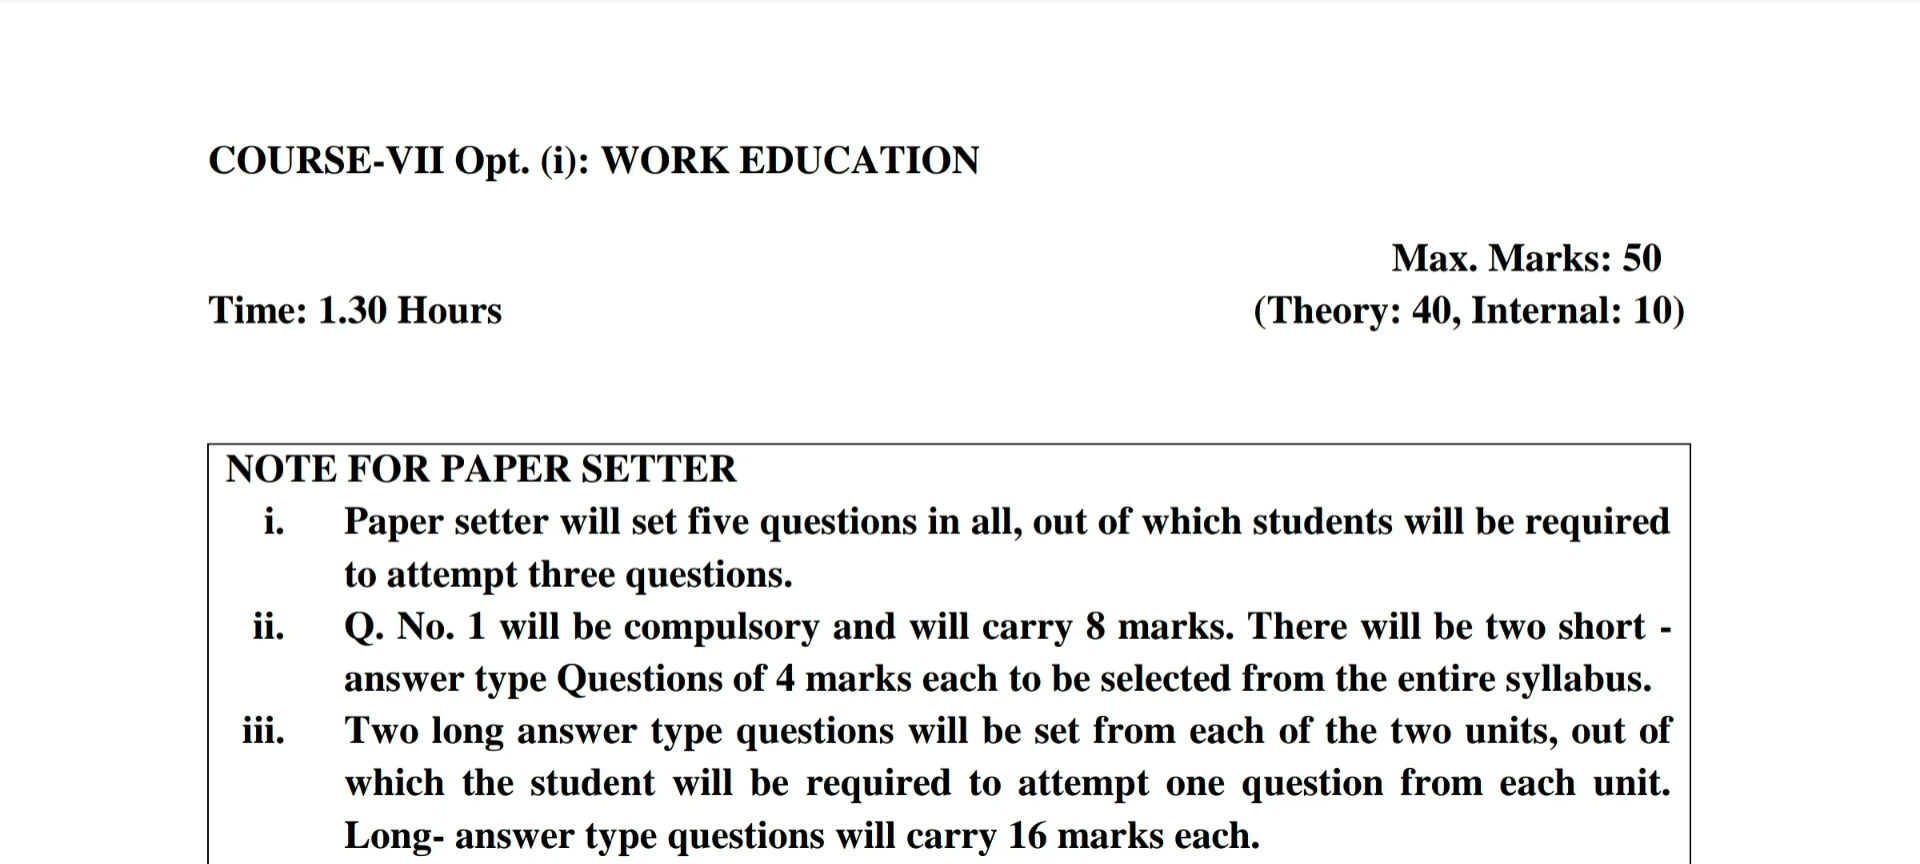 COURSE-VII Opt. (i): WORK EDUCATION
Max. Marks: 50
Time: 1.30 Hours (Theory: 40, Internal: 10)
NOTE FOR PAPER SETTER
i. Paper setter will set five questions in all, out of which students will be required
to attempt three questions.
ii. Q. No. 1 will be compulsory and will carry 8 marks. There will be two short -
answer type Questions of 4 marks each to be selected from the entire syllabus.
iii. Two long answer type questions will be set from each of the two units, out of
which the student will be required to attempt one question from each unit.
Long- answer type questions will carry 16 marks each.